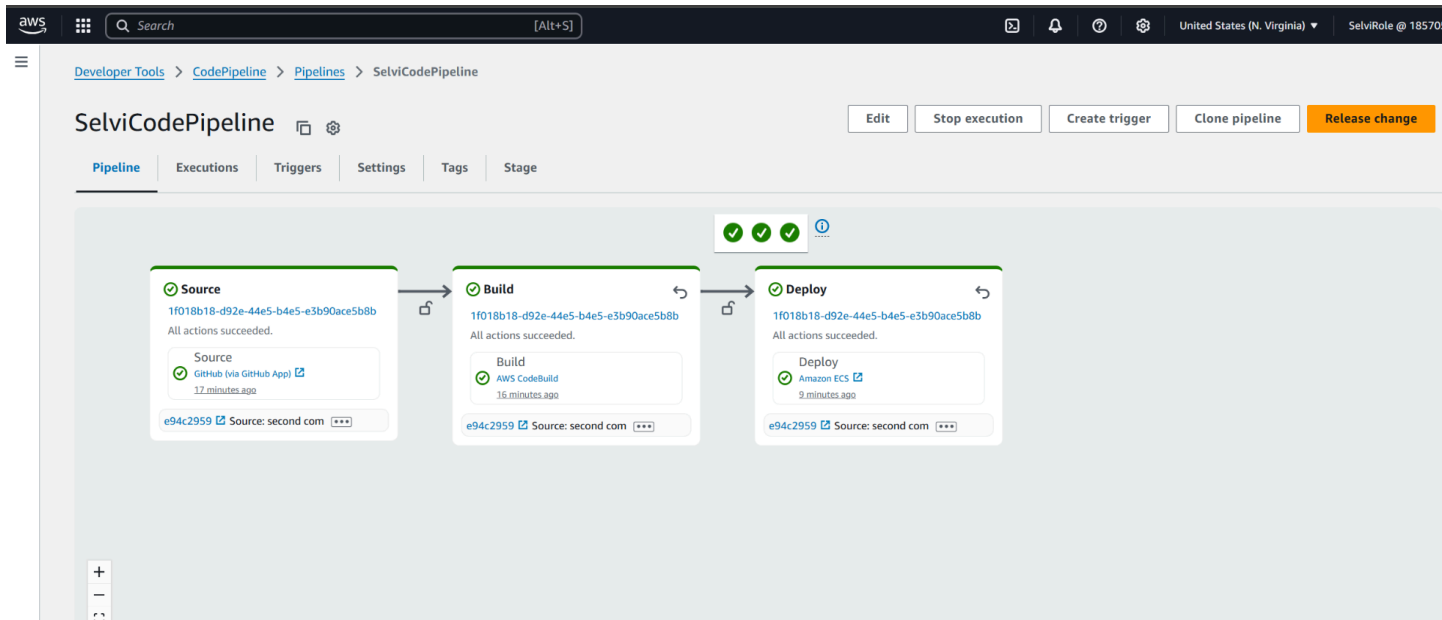 aws Search [Alt+S] United States (N. Virginia) SelviRole @ 18570
Developer Tools > CodePipeline > Pipelines > SelviCodePipeline
SelviCodePipeline
Edit Stop execution Create trigger Clone pipeline Release change
Pipeline Executions Triggers Settings Tags Stage
Source
1f018b18-d92e-44e5-b4e5-e3b90ace5b8b
All actions succeeded.
Source
GitHub (via GitHub App)
17 minutes ago
e94c2959 Source: second com
Build
1f018b18-d92e-44e5-b4e5-e3b90ace5b8b
All actions succeeded.
Build
AWS CodeBuild
16 minutes ago
e94c2959 Source: second com
Deploy
1f018b18-d92e-44e5-b4e5-e3b90ace5b8b
All actions succeeded.
Deploy
Amazon ECS
9 minutes ago
e94c2959 Source: second com